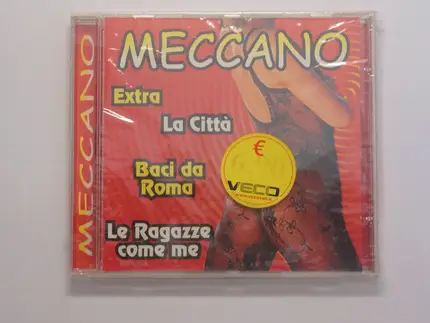 MECCANO
MECCANO
Extra
La Città
Baci da
Roma
Le Ragazze
come me
€
VECO